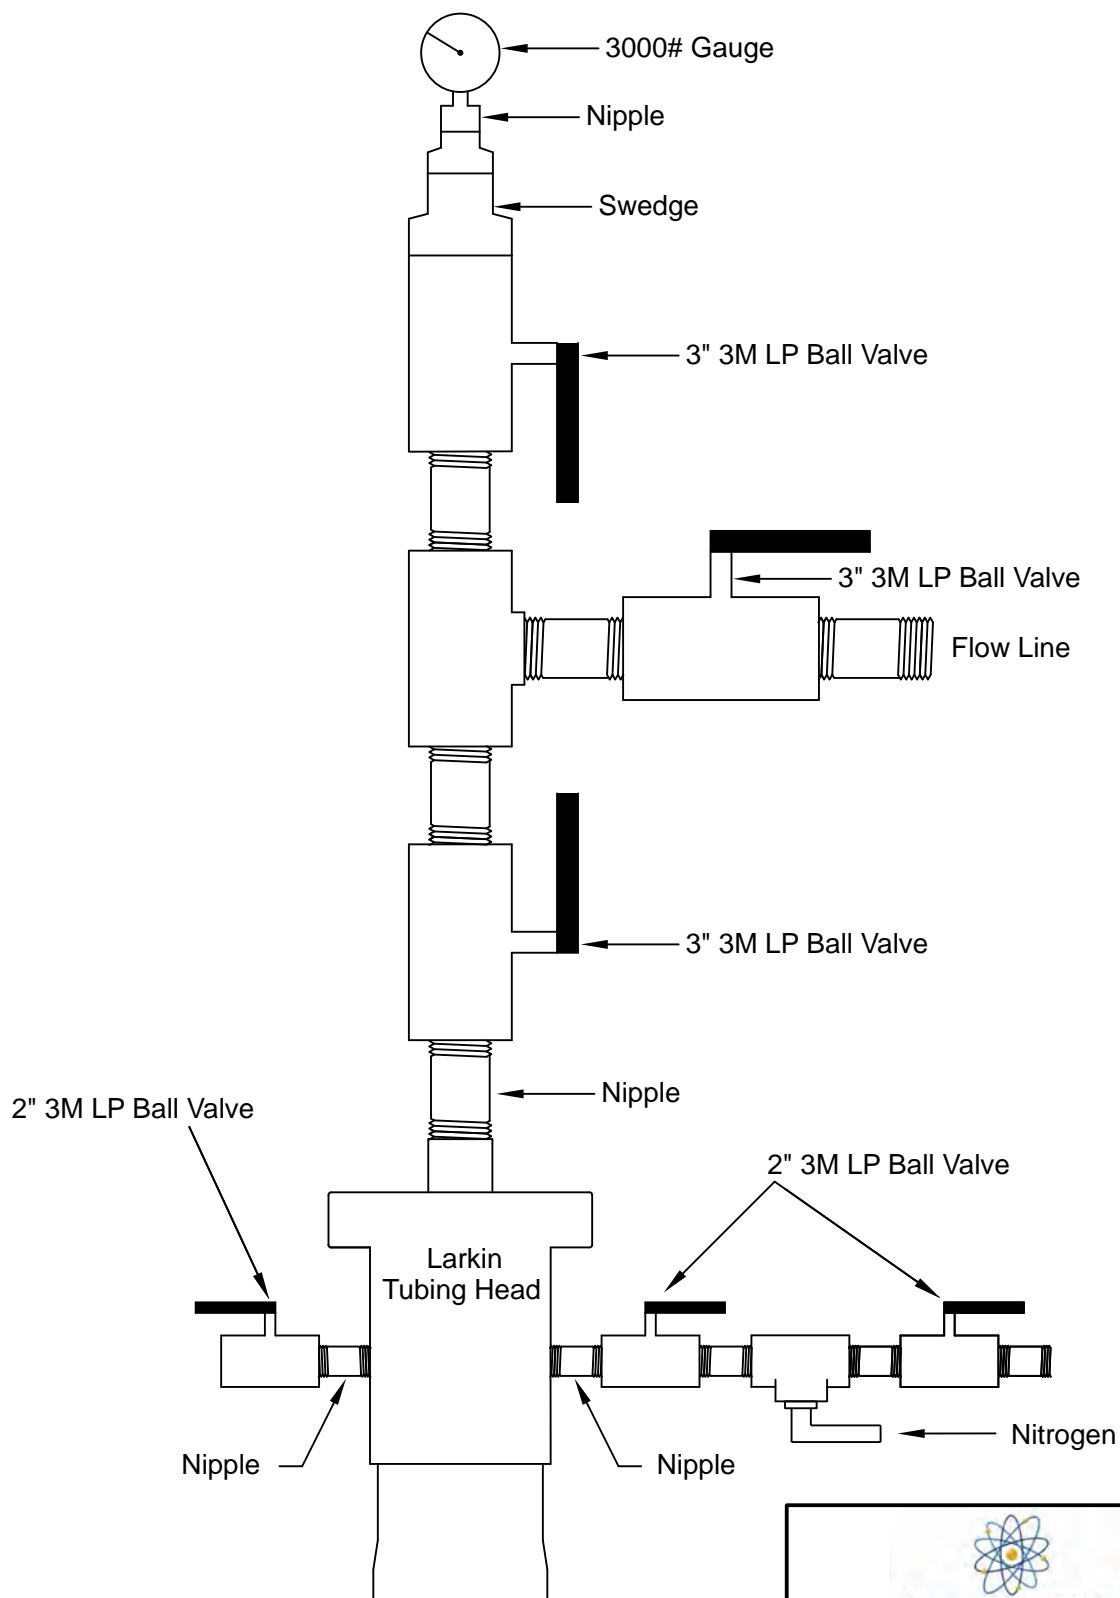 3000# Gauge
Nipple
Swedge
3" 3M LP Ball Valve
3" 3M LP Ball Valve
Flow Line
3" 3M LP Ball Valve
Nipple
2" 3M LP Ball Valve
2" 3M LP Ball Valve
Larkin
Tubing Head
Nitrogen
Nipple
Nipple